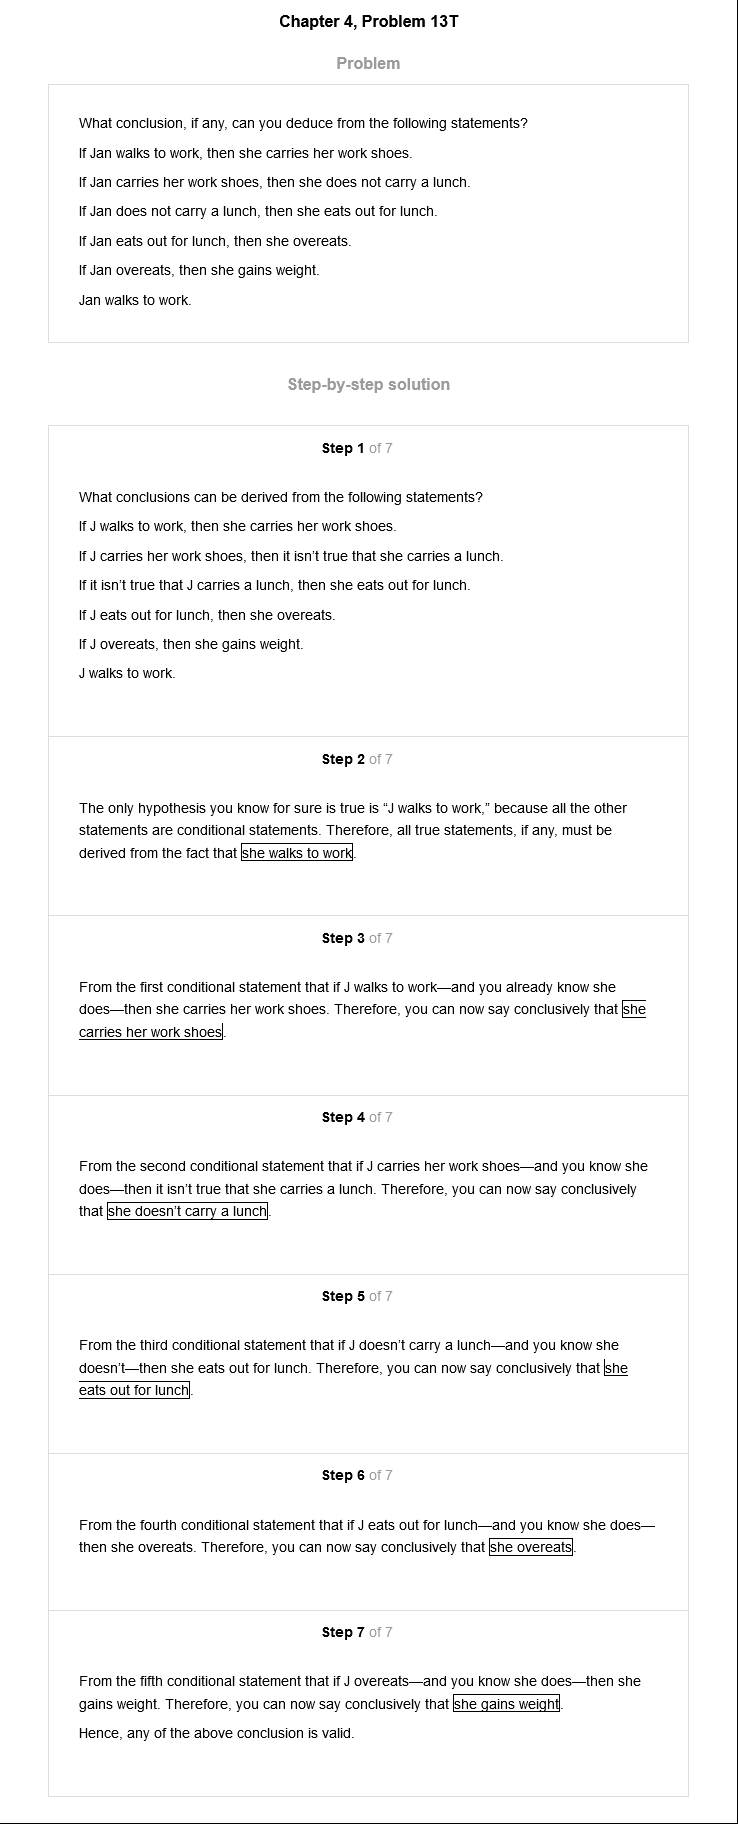 Chapter 4, Problem 13T
Problem
What conclusion, if any, can you deduce from the following statements?
If Jan walks to work, then she carries her work shoes.
If Jan carries her work shoes, then she does not carry a lunch.
If Jan does not carry a lunch, then she eats out for lunch.
If Jan eats out for lunch, then she overeats.
If Jan overeats, then she gains weight.
Jan walks to work.
Step-by-step solution
Step 1 of 7
What conclusions can be derived from the following statements?
If J walks to work, then she carries her work shoes.
If J carries her work shoes, then it isn’t true that she carries a lunch.
If it isn’t true that J carries a lunch, then she eats out for lunch.
If J eats out for lunch, then she overeats.
If J overeats, then she gains weight.
J walks to work.
Step 2 of 7
The only hypothesis you know for sure is true is “J walks to work,” because all the other
statements are conditional statements. Therefore, all true statements, if any, must be
derived from the fact that she walks to work.
Step 3 of 7
From the first conditional statement that if J walks to work—and you already know she
does—then she carries her work shoes. Therefore, you can now say conclusively that she
carries her work shoes.
Step 4 of 7
From the second conditional statement that if J carries her work shoes—and you know she
does—then it isn’t true that she carries a lunch. Therefore, you can now say conclusively
that she doesn’t carry a lunch.
Step 5 of 7
From the third conditional statement that if J doesn’t carry a lunch—and you know she
doesn’t—then she eats out for lunch. Therefore, you can now say conclusively that she
eats out for lunch.
Step 6 of 7
From the fourth conditional statement that if J eats out for lunch—and you know she does—
then she overeats. Therefore, you can now say conclusively that she overeats.
Step 7 of 7
From the fifth conditional statement that if J overeats—and you know she does—then she
gains weight. Therefore, you can now say conclusively that she gains weight.
Hence, any of the above conclusion is valid.